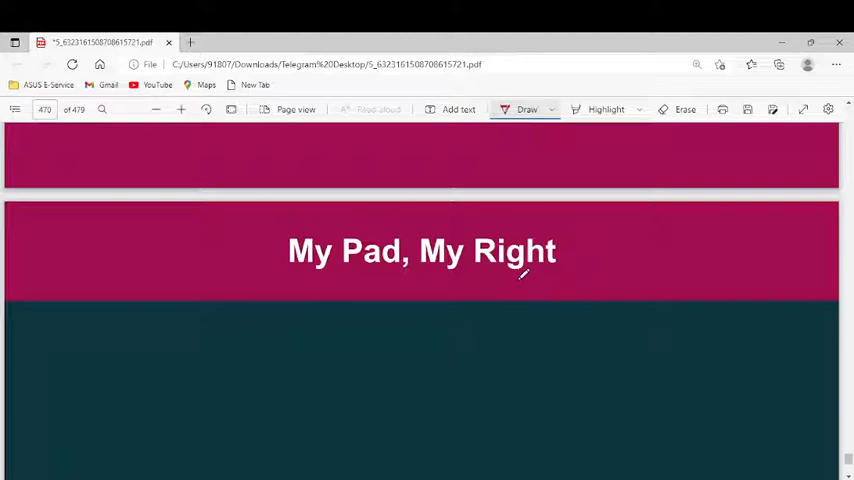 *5_6323161508708615721.pdf
File
C:/Users/91807/Downloads/Telegram%20Desktop/5_6323161508708615721.pdf
ASUS E-Service
Gmail
YouTube
Maps
New Tab
470 of 479
Page view
Read aloud
Add text
Draw
Highlight
Erase
My Pad, My Right